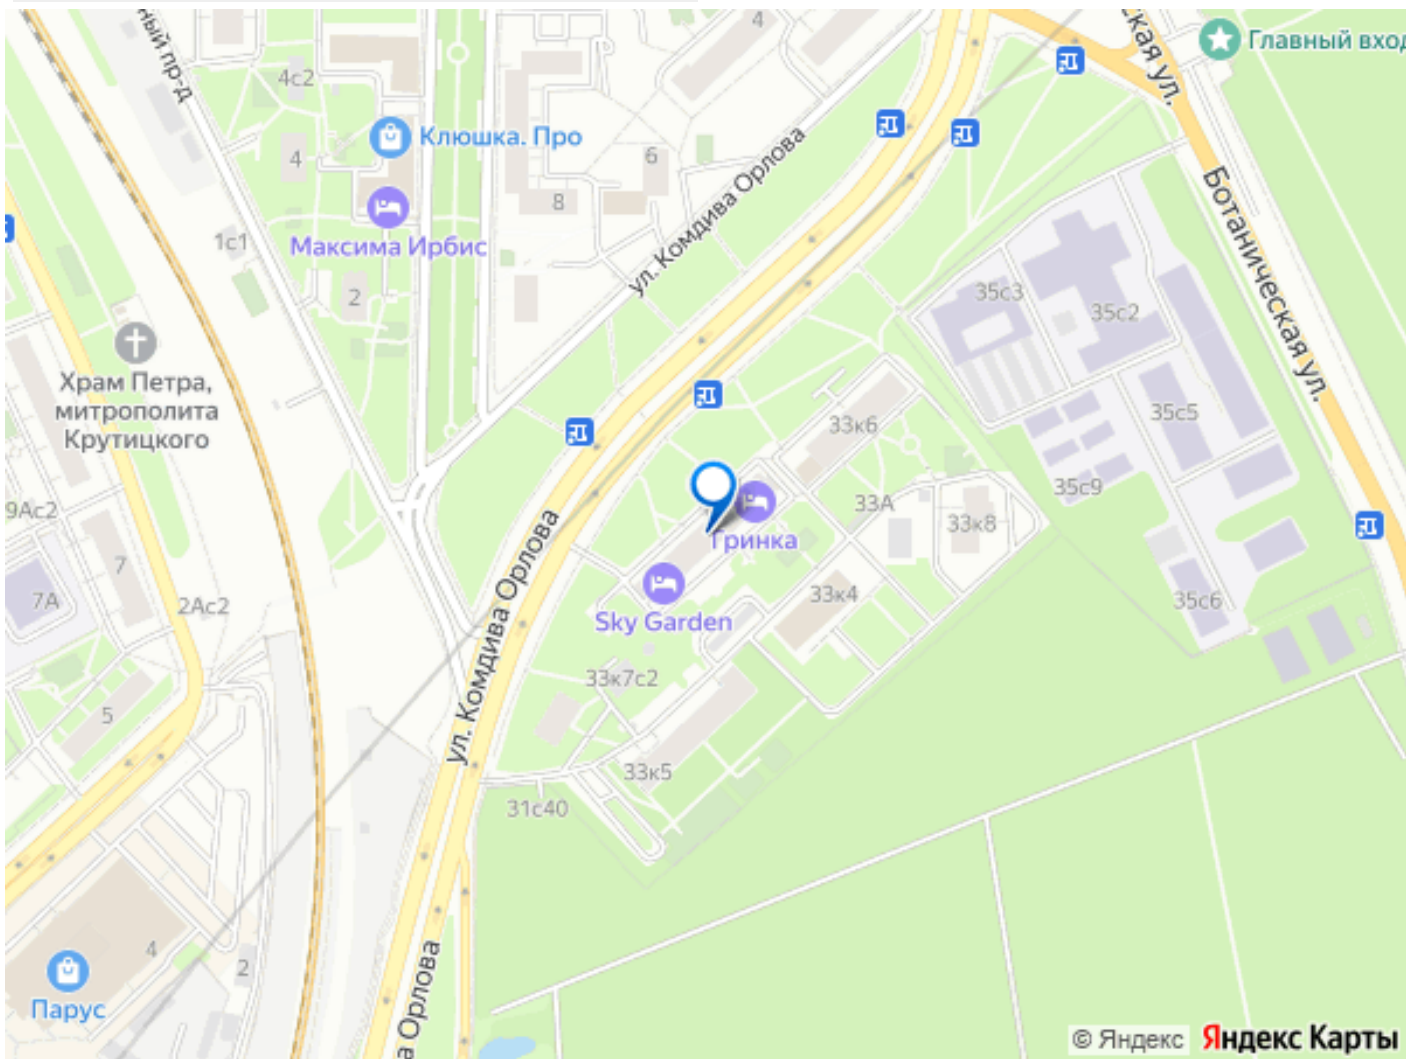 ный пр-д
4
ская ул.
Главный вход
4с2
Клюшка. Про
4
6
8
ул. Комдива Орлова
Ботаническая ул.
1с1
Максима Ирбис
2
35с3
35с2
Храм Петра,
митрополита
Крутицкого
35с5
33к6
35с9
9Ас2
33А
33к8
Гринка
7
7А
2Ас2
ул. Комдива Орлова
Sky Garden
33к4
35с6
33к7с2
5
33к5
31с40
4
2
Парус
а Орлова
© Яндекс Яндекс Карты